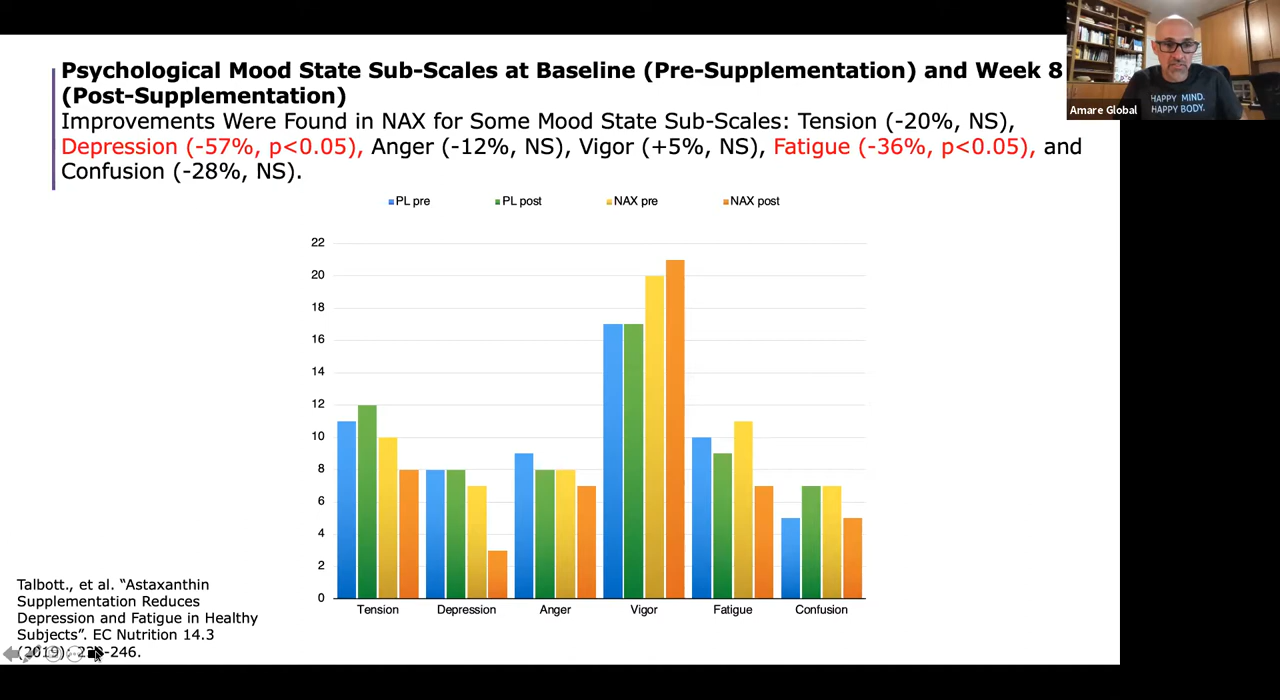 Psychological Mood State Sub-Scales at Baseline (Pre-Supplementation) and Week 8
(Post-Supplementation)
Improvements Were Found in NAX for Some Mood State Sub-Scales: Tension (-20%, NS),
Depression (-57%, p<0.05), Anger (-12%, NS), Vigor (+5%, NS), Fatigue (-36%, p<0.05), and
Confusion (-28%, NS).
HAPPY MIND.
HAPPY BODY.
Amare Global
PL pre PL post NAX pre NAX post
22
20
18
16
14
12
10
8
6
4
2
0
Tension Depression Anger Vigor Fatigue Confusion
Talbott., et al. “Astaxanthin
Supplementation Reduces
Depression and Fatigue in Healthy
Subjects”. EC Nutrition 14.3
(2019): -246.